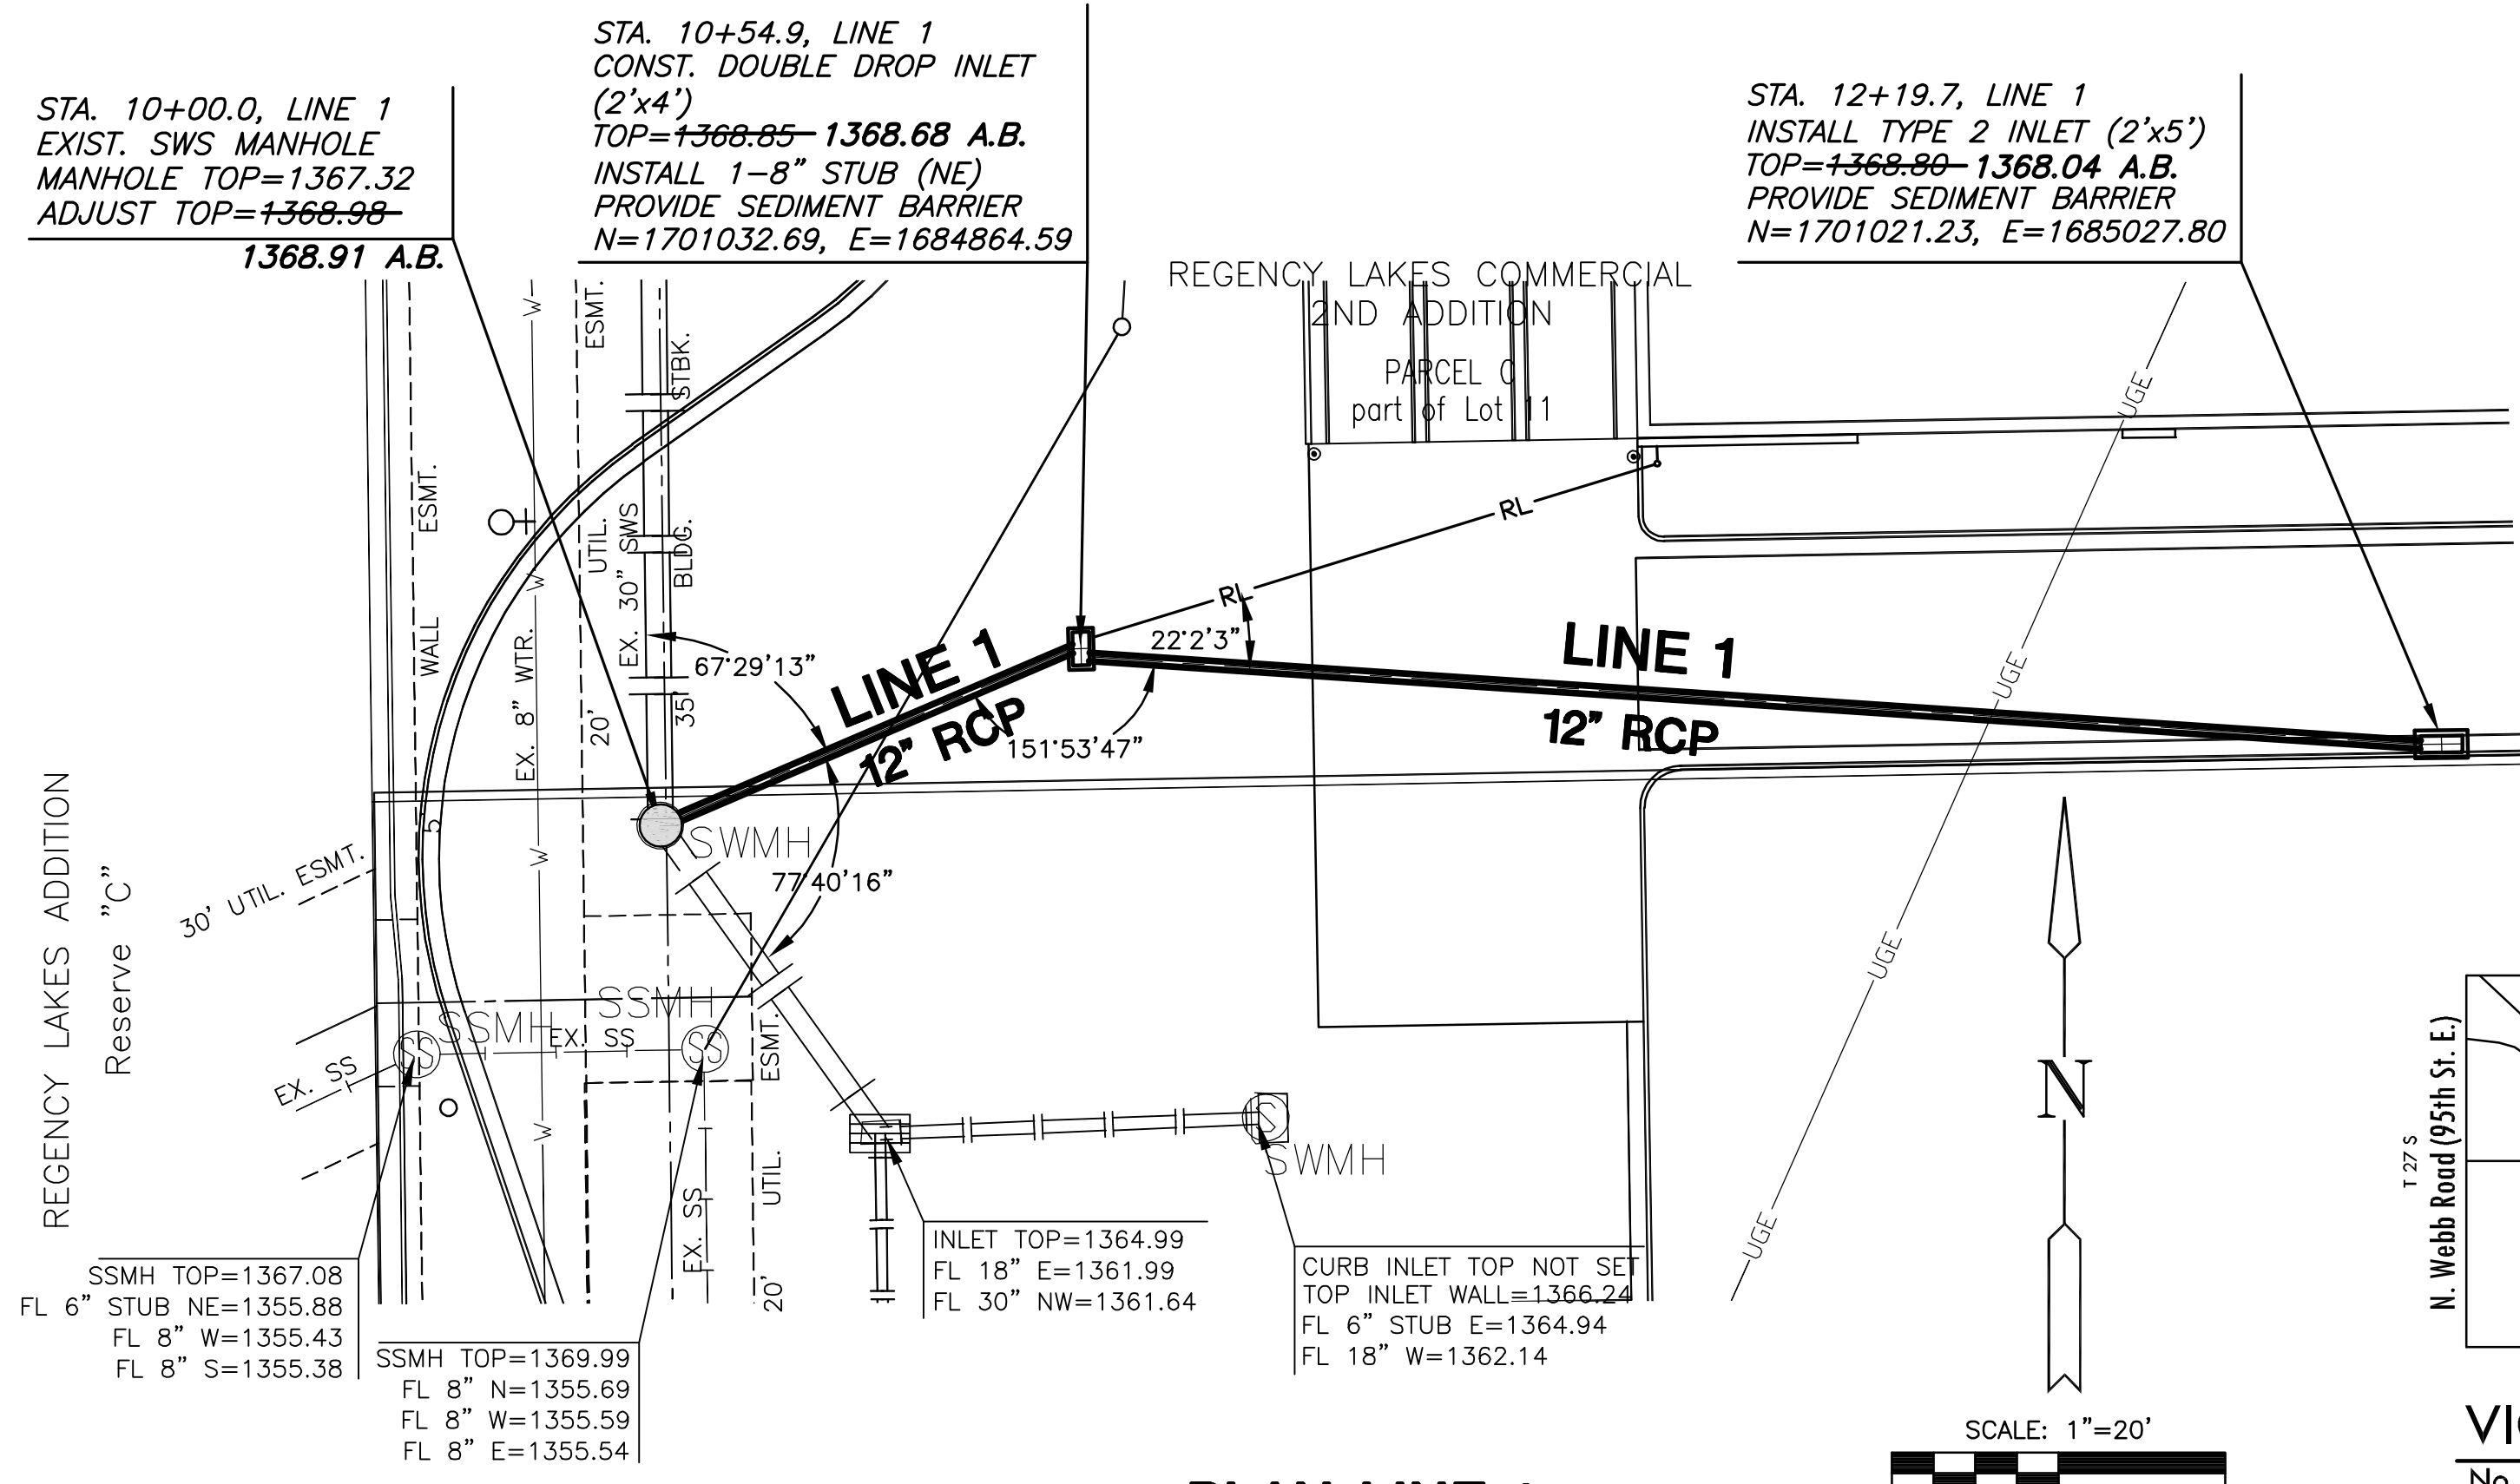 STA. 10+00.0, LINE 1
EXIST. SWS MANHOLE
MANHOLE TOP=1367.32
ADJUST TOP=1368.98
1368.91 A.B.
STA. 10+54.9, LINE 1
CONST. DOUBLE DROP INLET
(2'x4')
TOP=1368.85 1368.68 A.B.
INSTALL 1-8" STUB (NE)
PROVIDE SEDIMENT BARRIER
N=1701032.69, E=1684864.59
STA. 12+19.7, LINE 1
INSTALL TYPE 2 INLET (2'x5')
TOP=1368.80 1368.04 A.B.
PROVIDE SEDIMENT BARRIER
N=1701021.23, E=1685027.80
REGENCY LAKES COMMERCIAL
2ND ADDITION
PARCEL C
part of Lot 11
WALL ESMT.
EX. 8" WTR.
W
W
W
W
20' UTIL. ESMT.
EX. 30" SWS
35' BLDG. STBK.
RL
RL
UGE
UGE
UGE
UGE
67°29'13"
22°2'3"
151°53'47"
77°40'16"
LINE 1
12" RCP
LINE 1
12" RCP
SWMH
5'
30' UTIL. ESMT.
REGENCY LAKES ADDITION
Reserve "C"
SSMH
SSMH
SS
SS
EX. SS
EX. SS
EX. SS
20' UTIL. ESMT.
SWMH
S
INLET TOP=1364.99
FL 18" E=1361.99
FL 30" NW=1361.64
CURB INLET TOP NOT SET
TOP INLET WALL=1366.24
FL 6" STUB E=1364.94
FL 18" W=1362.14
SSMH TOP=1367.08
FL 6" STUB NE=1355.88
FL 8" W=1355.43
FL 8" S=1355.38
SSMH TOP=1369.99
FL 8" N=1355.69
FL 8" W=1355.59
FL 8" E=1355.54
N
SCALE: 1"=20'
T 27 S
N. Webb Road (95th St. E.)